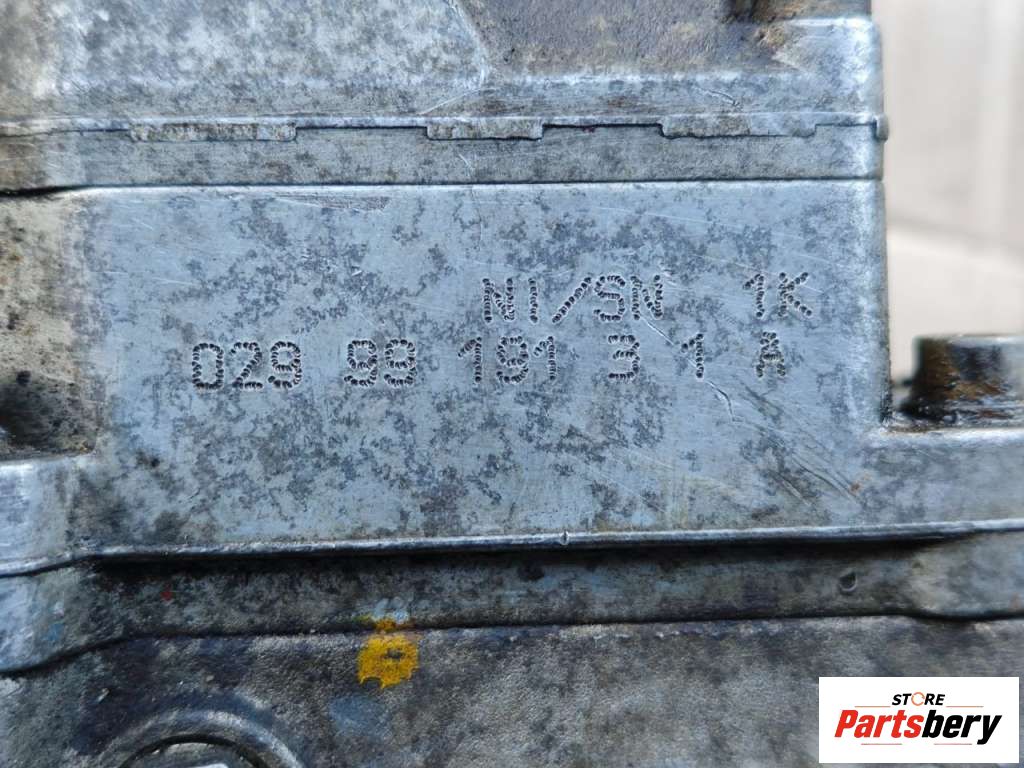 NI/SN 1K
029 99 191 3 1 A
STORE
Partsbery